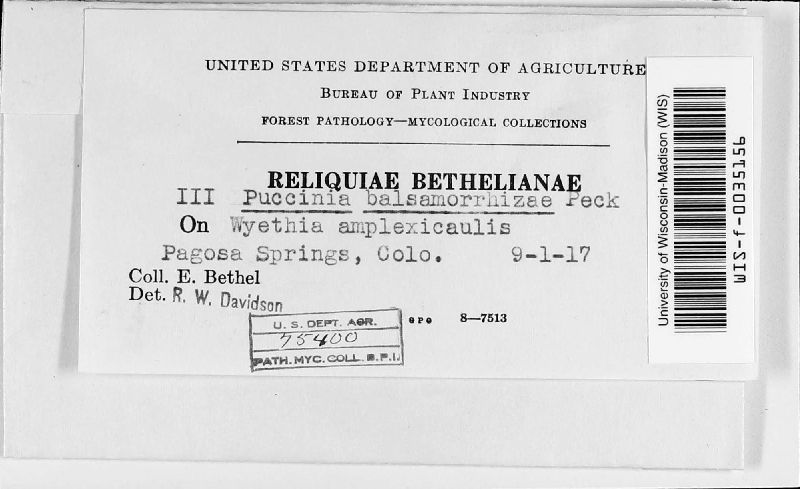 UNITED STATES DEPARTMENT OF AGRICULTURE
BUREAU OF PLANT INDUSTRY
FOREST PATHOLOGY—MYCOLOGICAL COLLECTIONS
RELIQUIAE BETHELIANAE
III Puccinia balsamorrhizae Peck
On Wyethia amplexicaulis
Pagosa Springs, Colo. 9-1-17
Coll. E. Bethel
Det. R. W. Davidson
U. S. DEPT. AGR.
75400
PATH. MYC. COLL. B.P.I.
GPO 8—7513
University of Wisconsin-Madison (WIS)
WIS-f-0035156